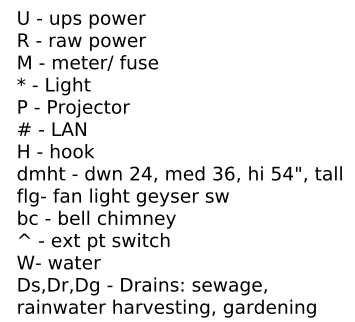 U - ups power
R - raw power
M - meter/ fuse
* - Light
P - Projector
# - LAN
H - hook
dmht - dwn 24, med 36, hi 54", tall
flg- fan light geyser sw
bc - bell chimney
^ - ext pt switch
W- water
Ds,Dr,Dg - Drains: sewage,
rainwater harvesting, gardening